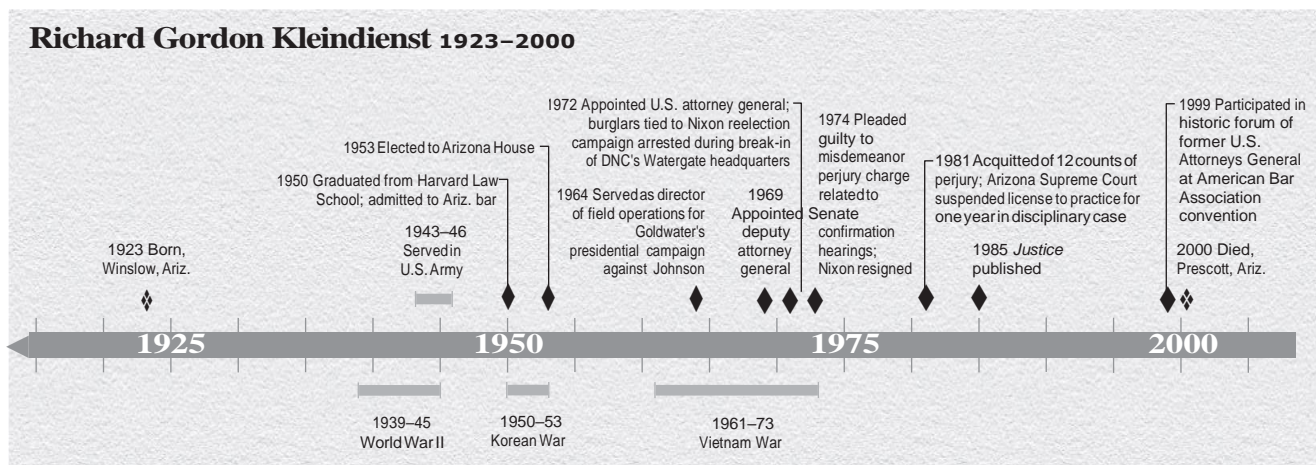 Richard Gordon Kleindienst 1923–2000
1923 Born,
Winslow, Ariz.
1943–46
Served in
U.S. Army
1950 Graduated from Harvard Law
School; admitted to Ariz. bar
1953 Elected to Arizona House
1964 Served as director
of field operations for
Goldwater's
presidential campaign
against Johnson
1969
Appointed
deputy
attorney
general
1972 Appointed U.S. attorney general;
burglars tied to Nixon reelection
campaign arrested during break-in
of DNC's Watergate headquarters
1974 Pleaded
guilty to
misdemeanor
perjury charge
related to
Senate
confirmation
hearings;
Nixon resigned
1981 Acquitted of 12 counts of
perjury; Arizona Supreme Court
suspended license to practice for
one year in disciplinary case
1985 Justice
published
1999 Participated in
historic forum of
former U.S.
Attorneys General
at American Bar
Association
convention
2000 Died,
Prescott, Ariz.
1925 1950 1975 2000
1939–45
World War II
1950–53
Korean War
1961–73
Vietnam War